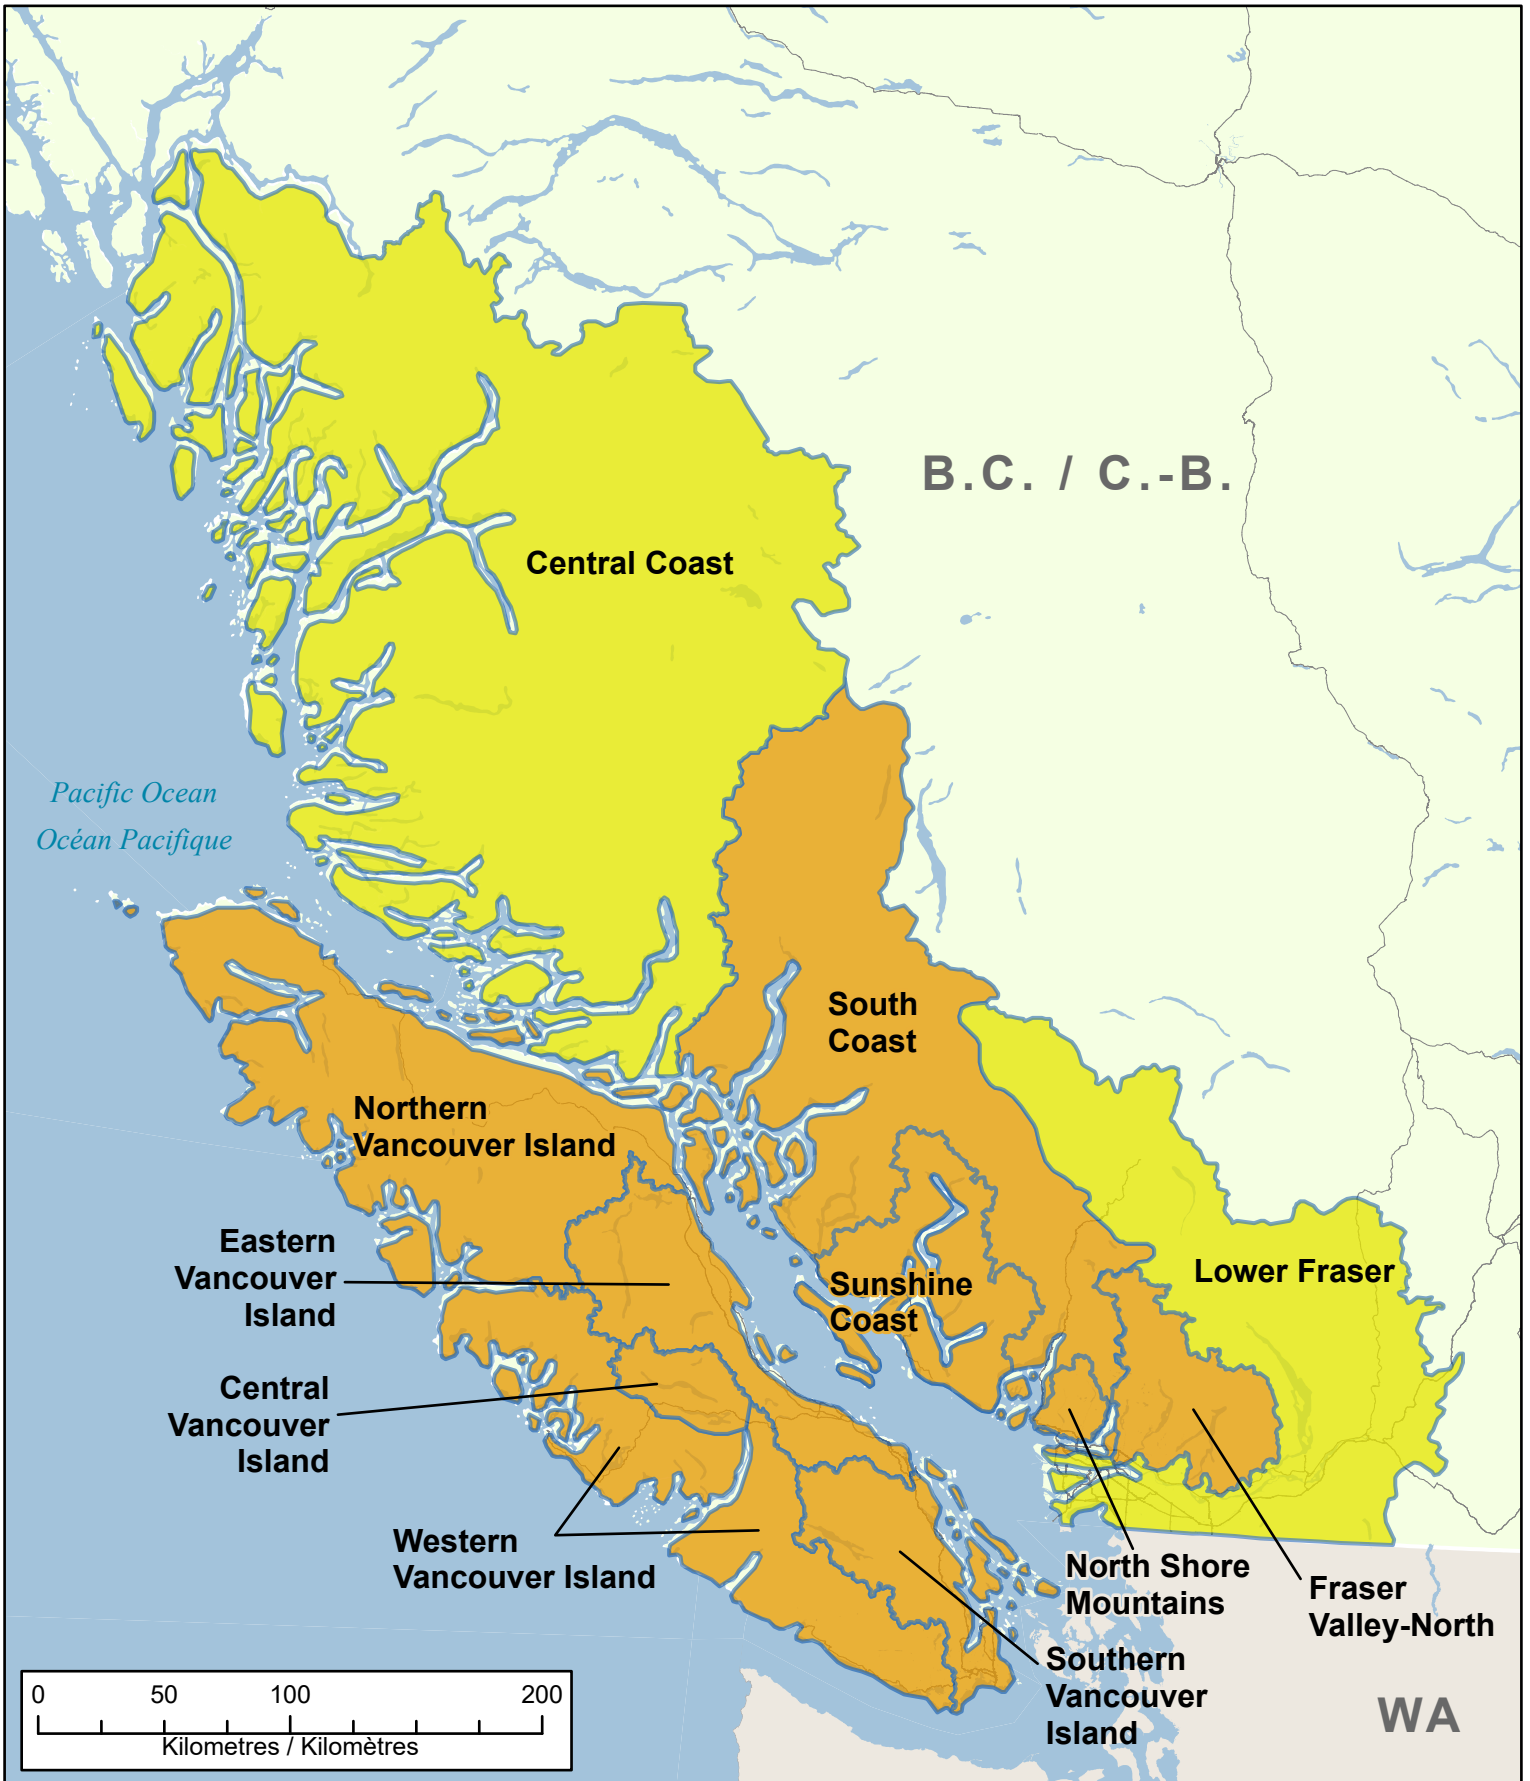 B.C. / C.-B.
Central Coast
Pacific Ocean
Océan Pacifique
South
Coast
Northern
Vancouver Island
Eastern
Vancouver
Island
Sunshine
Coast
Lower Fraser
Central
Vancouver
Island
Western
Vancouver Island
North Shore
Mountains
Fraser
Valley-North
Southern
Vancouver
Island
WA
0 50 100 200
Kilometres / Kilomètres